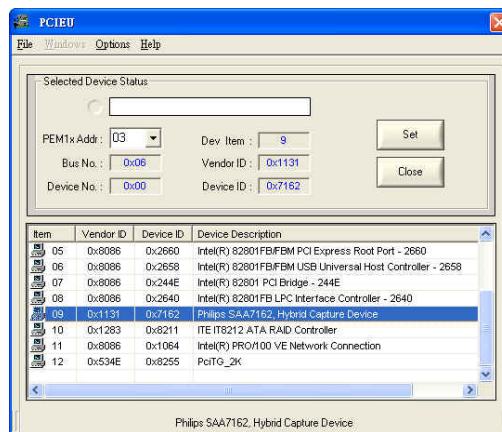 PCIEU
File Windows Options Help
Selected Device Status
PEM1x Addr : 03 Dev Item : 9
Bus No. : 0x06 Vendor ID : 0x1131
Device No. : 0x00 Device ID : 0x7162
Set
Close
Item Vendor ID Device ID Device Description
05 0x8086 0x2660 Intel(R) 82801FB/FBM PCI Express Root Port - 2660
06 0x8086 0x2658 Intel(R) 82801FB/FBM USB Universal Host Controller - 2658
07 0x8086 0x244E Intel(R) 82801 PCI Bridge - 244E
08 0x8086 0x2640 Intel(R) 82801FB LPC Interface Controller - 2640
09 0x1131 0x7162 Philips SAA7162, Hybrid Capture Device
10 0x1283 0x8211 ITE IT8212 ATA RAID Controller
11 0x8086 0x1064 Intel(R) PRO/100 VE Network Connection
12 0x534E 0x8255 PciTG_2K
Philips SAA7162, Hybrid Capture Device